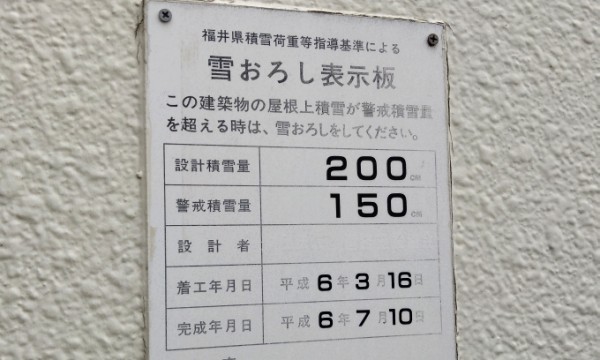 福井県積雪荷重等指導基準による
雪おろし表示板
この建築物の屋根上積雪が警戒積雪量
を超える時は、雪おろしをしてください。
設計積雪量 200cm
警戒積雪量 150cm
設計者
着工年月日 平成6年3月16日
完成年月日 平成6年7月10日